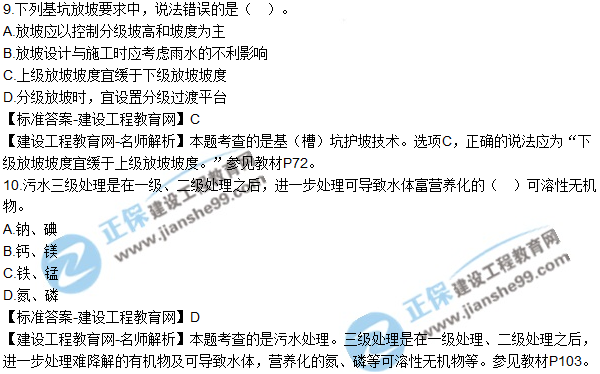 9.下列基坑放坡要求中，说法错误的是（　）。
A.放坡应以控制分级坡高和坡度为主
B.放坡设计与施工时应考虑雨水的不利影响
C.上级放坡坡度宜缓于下级放坡坡度
D.分级放坡时，宜设置分级过渡平台
【标准答案-建设工程教育网】C
【建设工程教育网-名师解析】本题考查的是基（槽）坑护坡技术。选项C，正确的说法应为“下
级放坡坡度宜缓于上级放坡坡度。”参见教材P72。
10.污水三级处理是在一级、二级处理之后，进一步处理可导致水体富营养化的（　）可溶性无机
物。
A.钠、碘
B.钙、镁
C.铁、锰
D.氮、磷
【标准答案-建设工程教育网】D
【建设工程教育网-名师解析】本题考查的是污水处理。三级处理是在一级处理、二级处理之后，
进一步处理难降解的有机物及可导致水体，营养化的氮、磷等可溶性无机物等。参见教材P103。
正保建设工程教育网
www.jianshe99.com
正保建设工程教育网
www.jianshe99.com